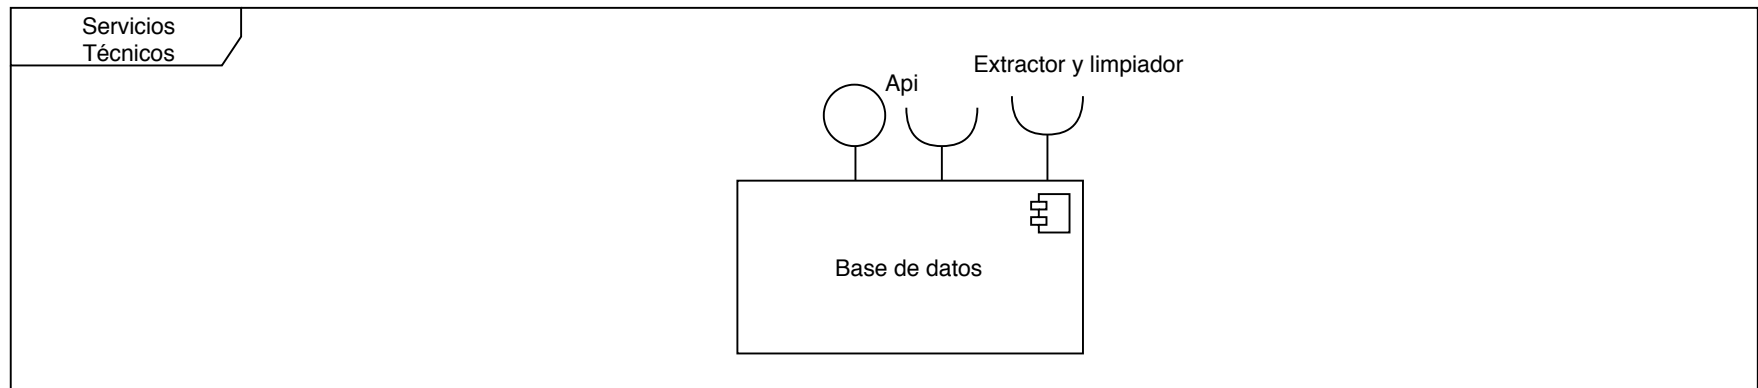 Servicios
Técnicos
Extractor y limpiador
Api
Base de datos